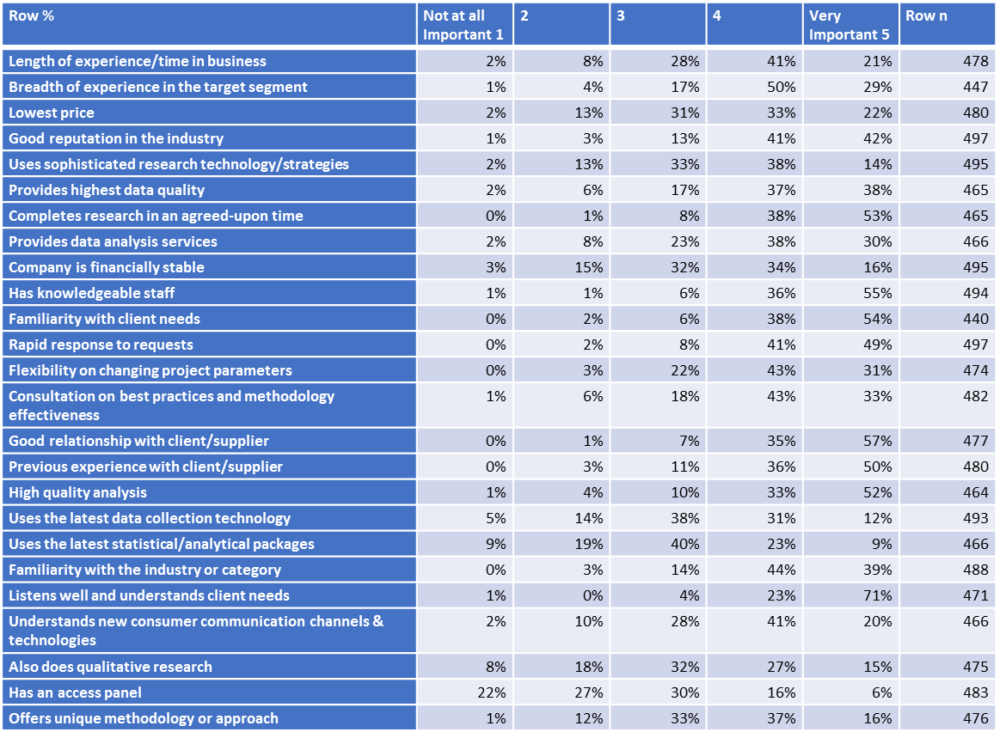 Row % Not at all Important 1 2 3 4 Very Important 5 Row n
Length of experience/time in business 2% 8% 28% 41% 21% 478
Breadth of experience in the target segment 1% 4% 17% 50% 29% 447
Lowest price 2% 13% 31% 33% 22% 480
Good reputation in the industry 1% 3% 13% 41% 42% 497
Uses sophisticated research technology/strategies 2% 13% 33% 38% 14% 495
Provides highest data quality 2% 6% 17% 37% 38% 465
Completes research in an agreed-upon time 0% 1% 8% 38% 53% 465
Provides data analysis services 2% 8% 23% 38% 30% 466
Company is financially stable 3% 15% 32% 34% 16% 495
Has knowledgeable staff 1% 1% 6% 36% 55% 494
Familiarity with client needs 0% 2% 6% 38% 54% 440
Rapid response to requests 0% 2% 8% 41% 49% 497
Flexibility on changing project parameters 0% 3% 22% 43% 31% 474
Consultation on best practices and methodology effectiveness 1% 6% 18% 43% 33% 482
Good relationship with client/supplier 0% 1% 7% 35% 57% 477
Previous experience with client/supplier 0% 3% 11% 36% 50% 480
High quality analysis 1% 4% 10% 33% 52% 464
Uses the latest data collection technology 5% 14% 38% 31% 12% 493
Uses the latest statistical/analytical packages 9% 19% 40% 23% 9% 466
Familiarity with the industry or category 0% 3% 14% 44% 39% 488
Listens well and understands client needs 1% 0% 4% 23% 71% 471
Understands new consumer communication channels & technologies 2% 10% 28% 41% 20% 466
Also does qualitative research 8% 18% 32% 27% 15% 475
Has an access panel 22% 27% 30% 16% 6% 483
Offers unique methodology or approach 1% 12% 33% 37% 16% 476